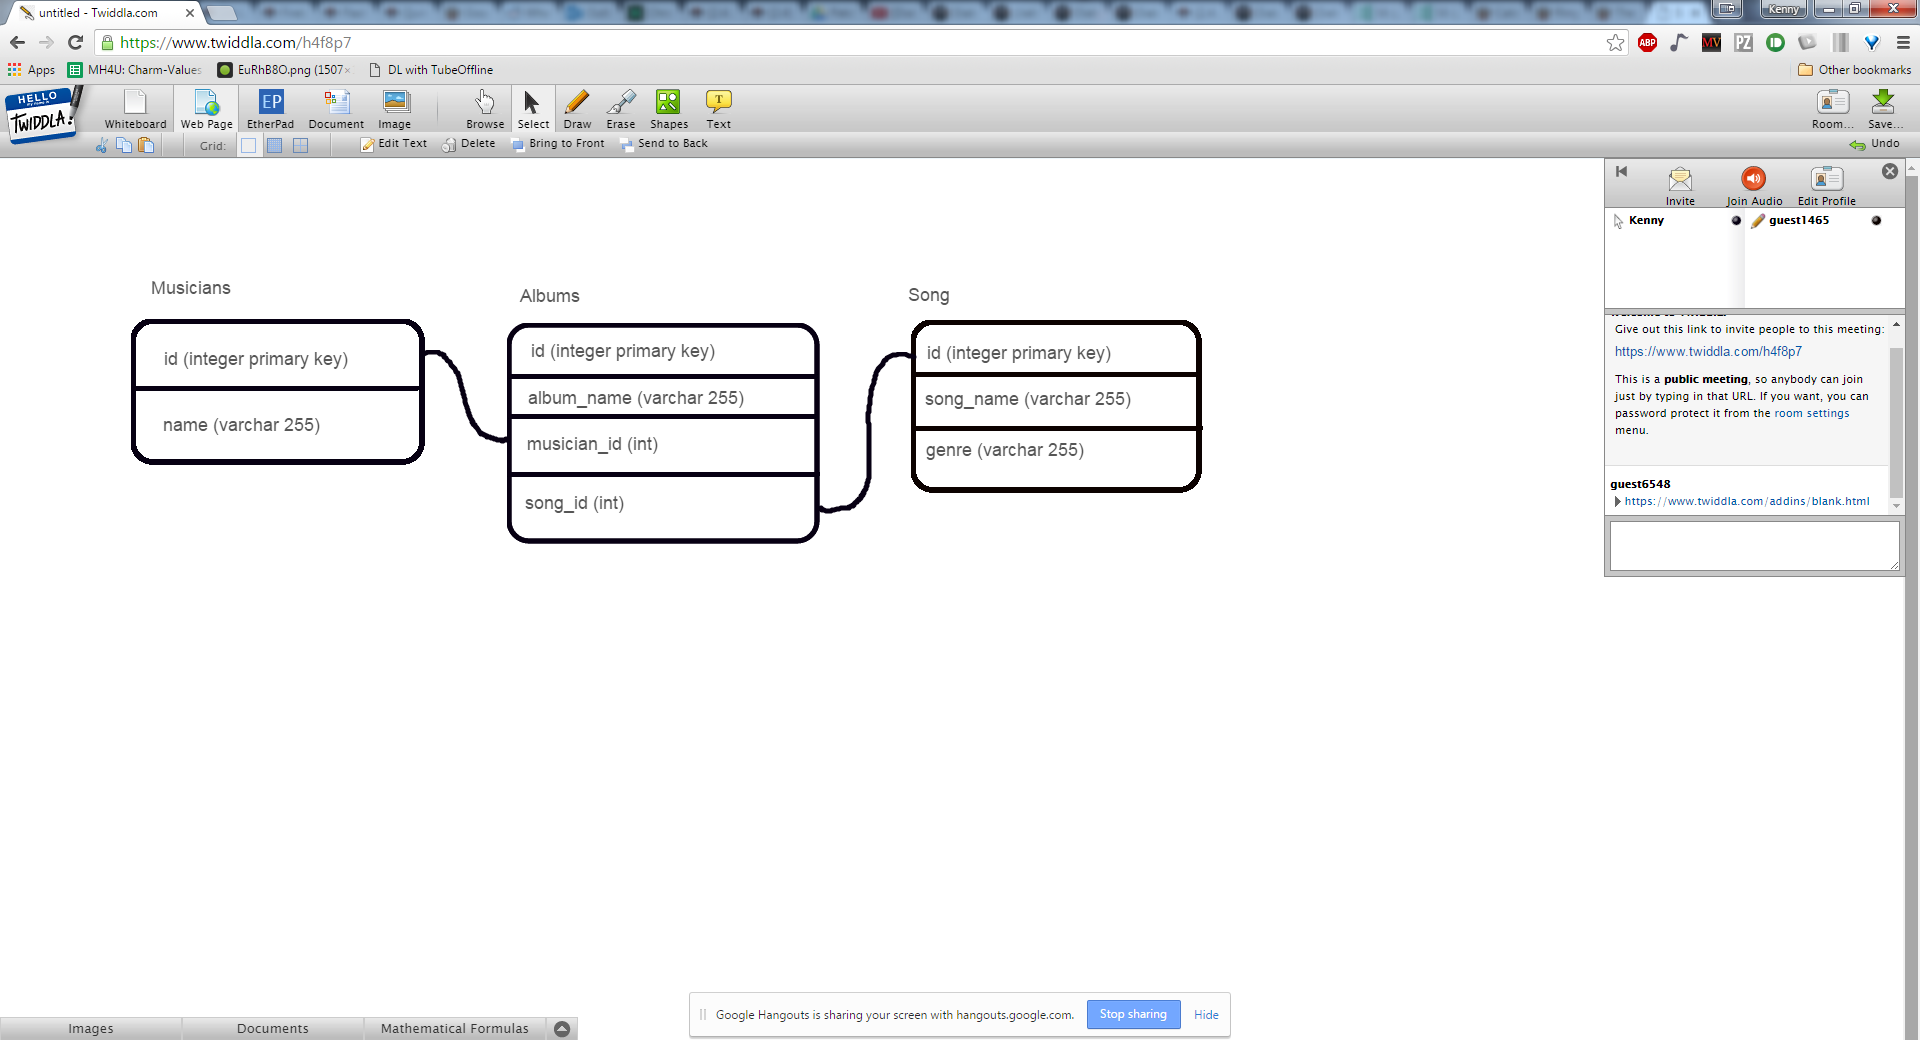 untitled - Twiddla.com
Kenny
https://www.twiddla.com/h4f8p7
ABP
MV
PZ
Apps
MH4U: Charm-Values
EuRhB8O.png (1507×
DL with TubeOffline
Other bookmarks
HELLO
my name is
TWIDDLA!
Whiteboard
Web Page
EP
EtherPad
Document
Image
Browse
Select
Draw
Erase
Shapes
T
Text
Room...
Save...
Grid:
Edit Text
Delete
Bring to Front
Send to Back
Undo
Invite
Join Audio
Edit Profile
Kenny
guest1465
Give out this link to invite people to this meeting:
https://www.twiddla.com/h4f8p7
This is a public meeting, so anybody can join
just by typing in that URL. If you want, you can
password protect it from the room settings
menu.
guest6548
https://www.twiddla.com/addins/blank.html
Musicians
id (integer primary key)
name (varchar 255)
Albums
id (integer primary key)
album_name (varchar 255)
musician_id (int)
song_id (int)
Song
id (integer primary key)
song_name (varchar 255)
genre (varchar 255)
Images
Documents
Mathematical Formulas
Google Hangouts is sharing your screen with hangouts.google.com.
Stop sharing
Hide